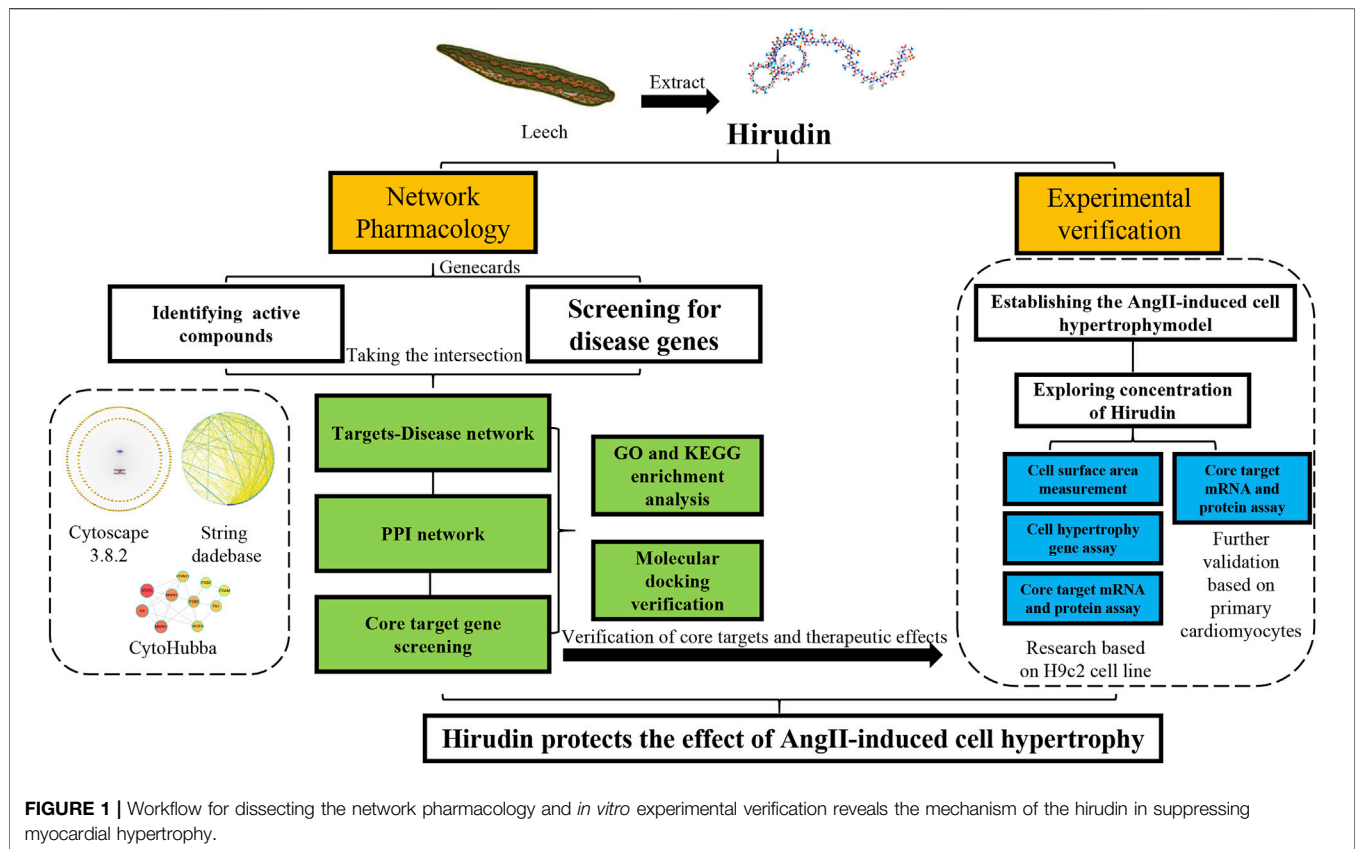 Extract
Leech
Hirudin
Network
Pharmacology
Experimental
verification
Genecards
Identifying active
compounds
Screening for
disease genes
Taking the intersection
Establishing the AngII-induced cell
hypertrophymodel
Exploring concentration
of Hirudin
Targets-Disease network
PPI network
Core target gene
screening
GO and KEGG
enrichment
analysis
Molecular
docking
verification
Cytoscape
3.8.2
String
dadebase
CytoHubba
Cell surface area
measurement
Cell hypertrophy
gene assay
Core target mRNA
and protein assay
Research based
on H9c2 cell line
Core target
mRNA and
protein assay
Further
validation
based on
primary
cardiomyocytes
Verification of core targets and therapeutic effects
Hirudin protects the effect of AngII-induced cell hypertrophy
FIGURE 1 | Workflow for dissecting the network pharmacology and in vitro experimental verification reveals the mechanism of the hirudin in suppressing
myocardial hypertrophy.